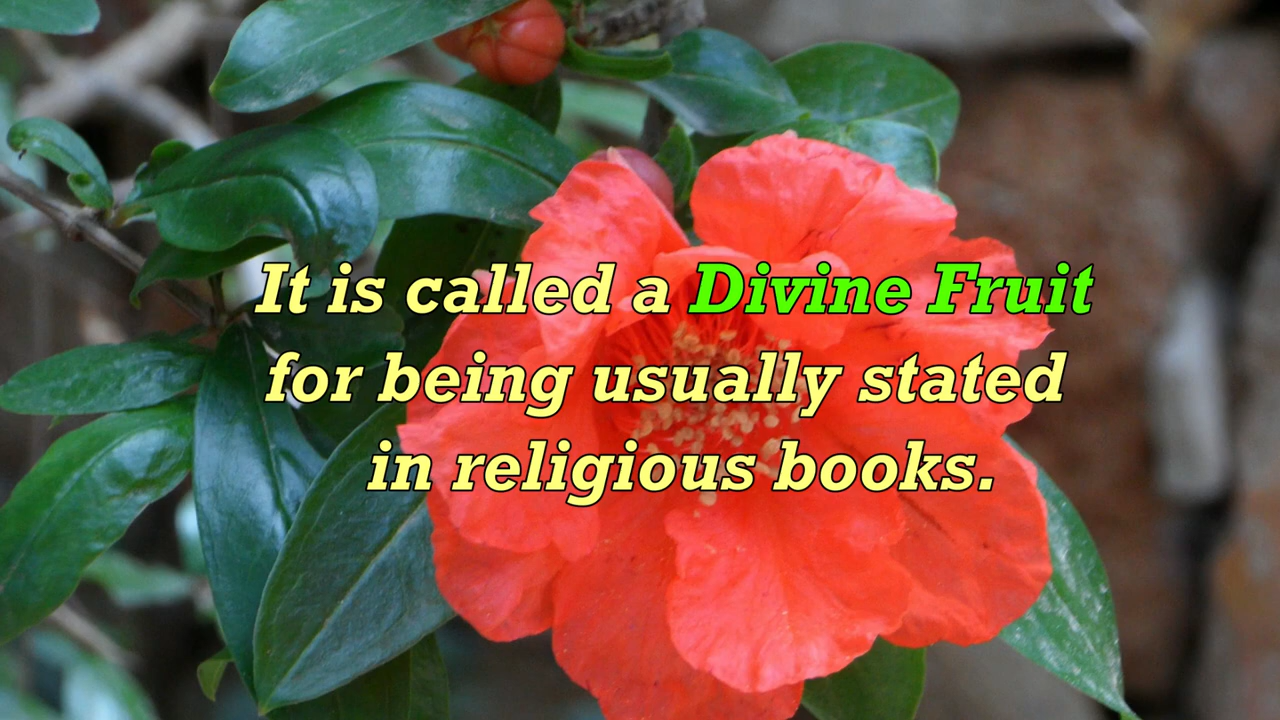 It is called a Divine Fruit
for being usually stated
in religious books.